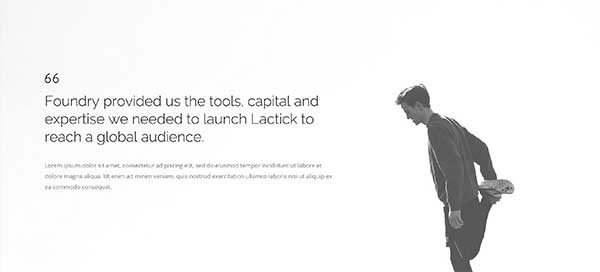 66
Foundry provided us the tools, capital and
expertise we needed to launch Lactick to
reach a global audience.
Lorem ipsum dolor sit amet, consectetur adipiscing elit, sed do eiusmod tempor incididunt ut labore et
dolore magna aliqua. Ut enim ad minim veniam, quis nostrud exercitation ullamco laboris nisi ut aliquip ex
ea commodo consequat.